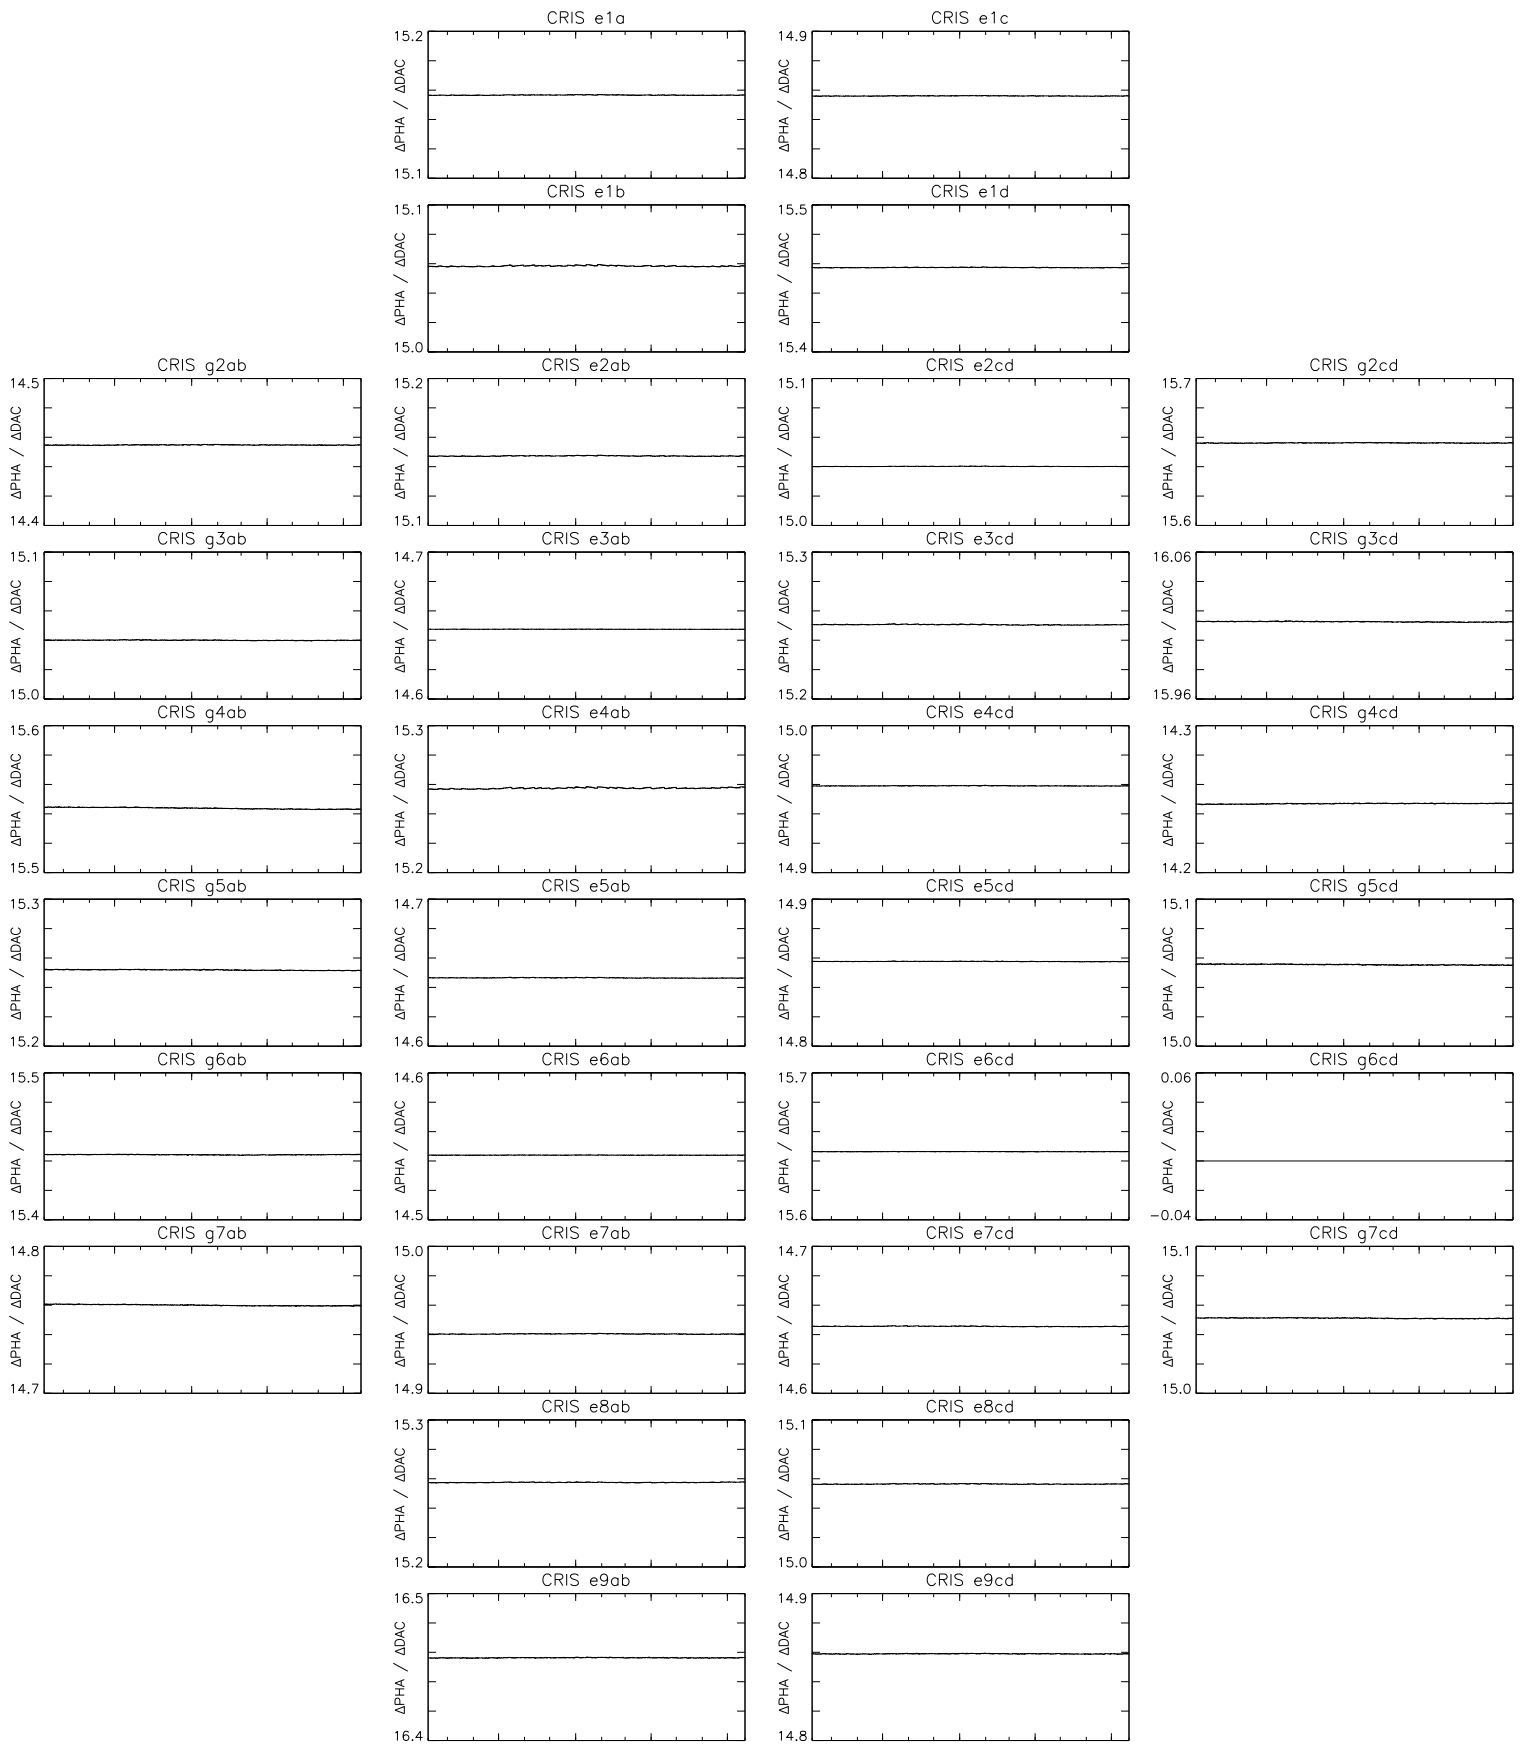 CRIS e1a
15.2
ΔPHA / ΔDAC
15.1
CRIS e1c
14.9
ΔPHA / ΔDAC
14.8
CRIS e1b
15.1
ΔPHA / ΔDAC
15.0
CRIS e1d
15.5
ΔPHA / ΔDAC
15.4
CRIS g2ab
14.5
ΔPHA / ΔDAC
14.4
CRIS e2ab
15.2
ΔPHA / ΔDAC
15.1
CRIS e2cd
15.1
ΔPHA / ΔDAC
15.0
CRIS g2cd
15.7
ΔPHA / ΔDAC
15.6
CRIS g3ab
15.1
ΔPHA / ΔDAC
15.0
CRIS e3ab
14.7
ΔPHA / ΔDAC
14.6
CRIS e3cd
15.3
ΔPHA / ΔDAC
15.2
CRIS g3cd
16.06
ΔPHA / ΔDAC
15.96
CRIS g4ab
15.6
ΔPHA / ΔDAC
15.5
CRIS e4ab
15.3
ΔPHA / ΔDAC
15.2
CRIS e4cd
15.0
ΔPHA / ΔDAC
14.9
CRIS g4cd
14.3
ΔPHA / ΔDAC
14.2
CRIS g5ab
15.3
ΔPHA / ΔDAC
15.2
CRIS e5ab
14.7
ΔPHA / ΔDAC
14.6
CRIS e5cd
14.9
ΔPHA / ΔDAC
14.8
CRIS g5cd
15.1
ΔPHA / ΔDAC
15.0
CRIS g6ab
15.5
ΔPHA / ΔDAC
15.4
CRIS e6ab
14.6
ΔPHA / ΔDAC
14.5
CRIS e6cd
15.7
ΔPHA / ΔDAC
15.6
CRIS g6cd
0.06
ΔPHA / ΔDAC
−0.04
CRIS g7ab
14.8
ΔPHA / ΔDAC
14.7
CRIS e7ab
15.0
ΔPHA / ΔDAC
14.9
CRIS e7cd
14.7
ΔPHA / ΔDAC
14.6
CRIS g7cd
15.1
ΔPHA / ΔDAC
15.0
CRIS e8ab
15.3
ΔPHA / ΔDAC
15.2
CRIS e8cd
15.1
ΔPHA / ΔDAC
15.0
CRIS e9ab
16.5
ΔPHA / ΔDAC
16.4
CRIS e9cd
14.9
ΔPHA / ΔDAC
14.8